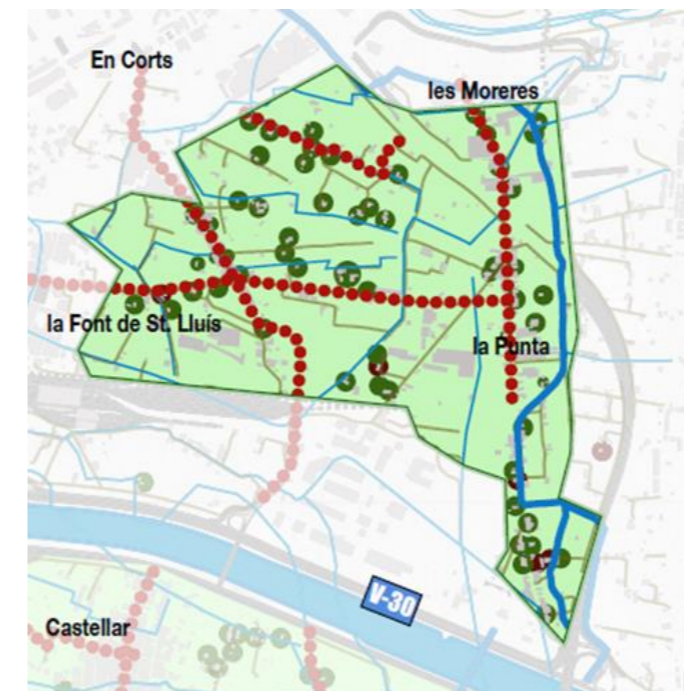 En Corts
les Moreres
la Font de St. Lluís
la Punta
V-30
Castellar